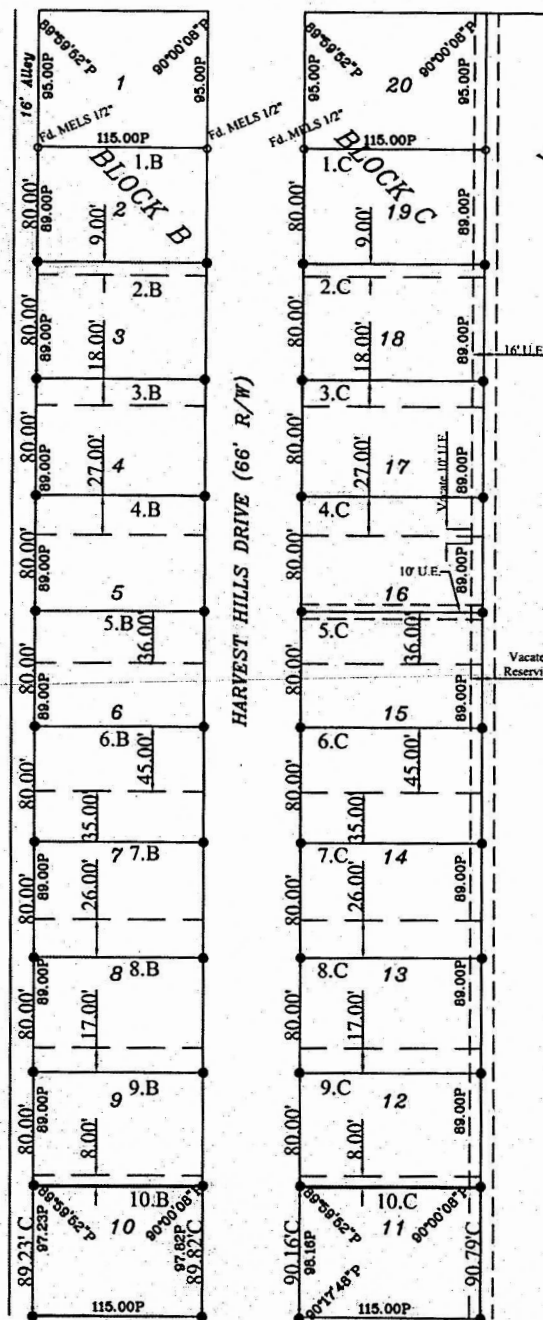 16' Alley
89°59'52"P
90°00'08"P
95.00P
1
95.00P
Fd. MELS 1/2"
115.00P
Fd. MELS 1/2"
BLOCK B
1.B
80.00'
89.00P
2
9.00'
2.B
80.00'
89.00P
3
18.00'
3.B
80.00'
89.00P
4
27.00'
4.B
80.00'
89.00P
5
5.B
36.00'
80.00'
89.00P
6
6.B
45.00'
80.00'
35.00'
7
7.B
89.00P
26.00'
80.00'
8
8.B
89.00P
17.00'
80.00'
9.B
9
89.00P
8.00'
80.00'
10.B
89°59'52"P
90°00'08"P
10
89.23'C
97.23P
97.82P
89.82'C
115.00P
HARVEST HILLS DRIVE (66' R/W)
89°59'52"P
90°00'08"P
95.00P
20
95.00P
Fd. MELS 1/2"
115.00P
BLOCK C
1.C
80.00'
19
89.00P
9.00'
2.C
80.00'
18
89.00P
18.00'
16' U.E.
3.C
80.00'
17
89.00P
27.00'
Vacate 10' U.E.
4.C
80.00'
89.00P
10' U.E.
16
5.C
36.00'
80.00'
Vacate
Reservi
89.00P
15
6.C
45.00'
80.00'
35.00'
7.C
14
89.00P
26.00'
80.00'
8.C
13
89.00P
17.00'
80.00'
9.C
12
89.00P
8.00'
80.00'
10.C
89°59'52"P
90°00'08"P
11
90.16'C
98.16P
90°17'48"P
90.79'C
115.00P